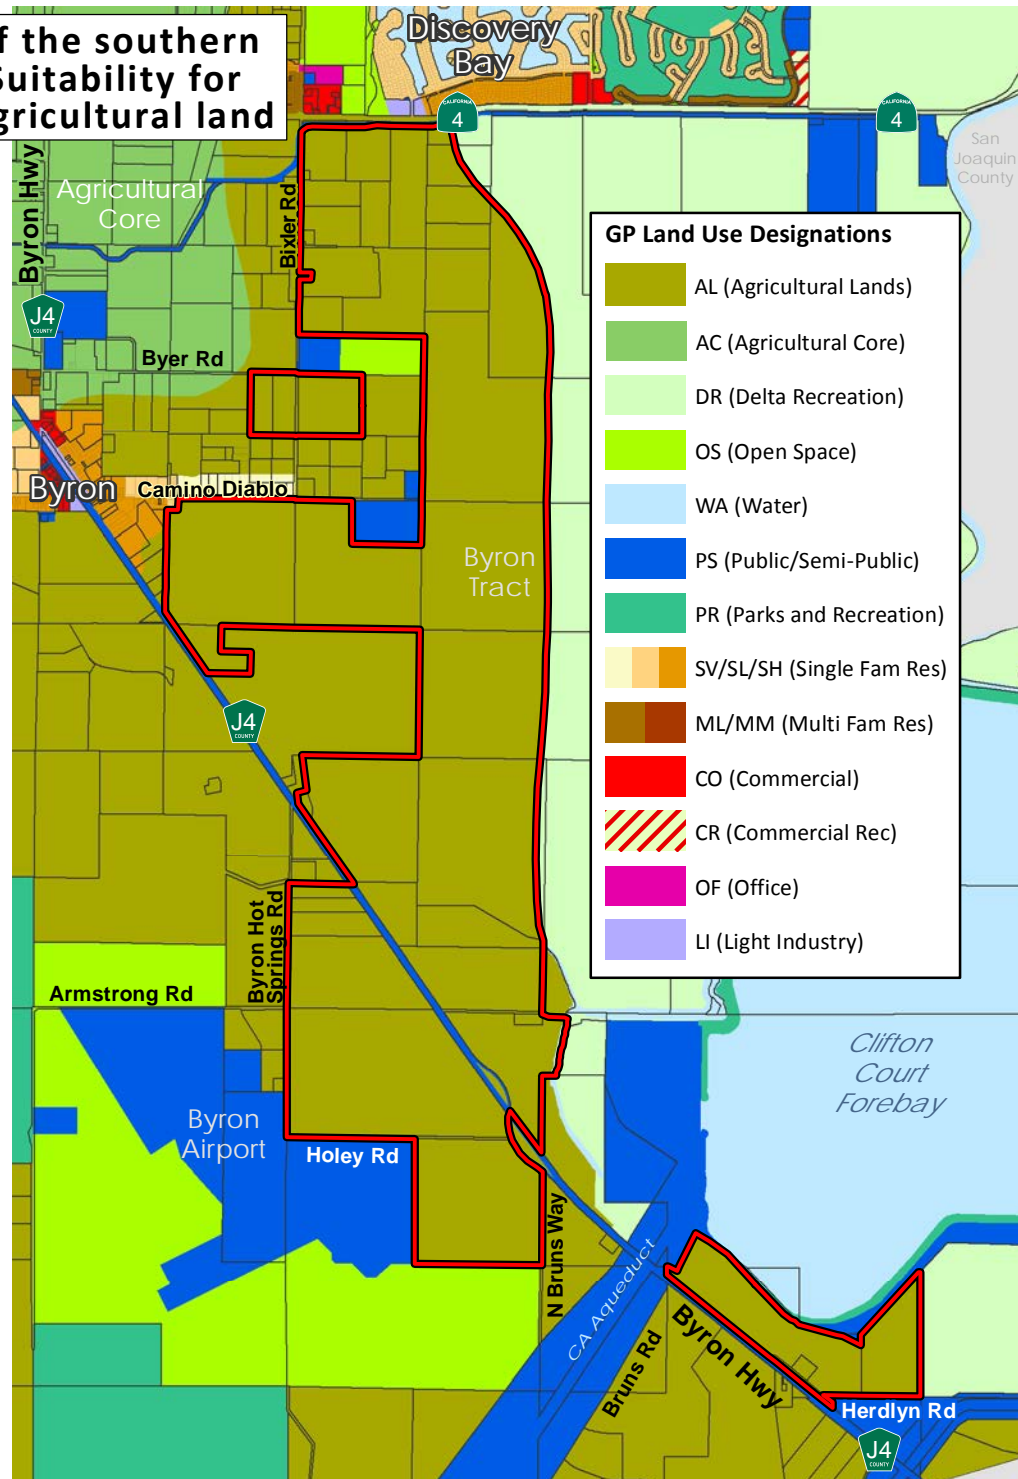 f the southern
Suitability for
gricultural land
Discovery
Bay
CALIFORNIA
4
CALIFORNIA
4
San
Joaquin
County
Byron Hwy
Agricultural
Core
Bixler Rd
J4
COUNTY
Byer Rd
Byron
Camino Diablo
Byron
Tract
GP Land Use Designations
AL (Agricultural Lands)
AC (Agricultural Core)
DR (Delta Recreation)
OS (Open Space)
WA (Water)
PS (Public/Semi-Public)
PR (Parks and Recreation)
SV/SL/SH (Single Fam Res)
ML/MM (Multi Fam Res)
CO (Commercial)
CR (Commercial Rec)
OF (Office)
LI (Light Industry)
J4
COUNTY
Byron Hot
Springs Rd
Armstrong Rd
Clifton
Court
Forebay
Byron
Airport
Holey Rd
N Bruns Way
CA Aqueduct
Bruns Rd
Byron Hwy
Herdlyn Rd
J4
COUNTY